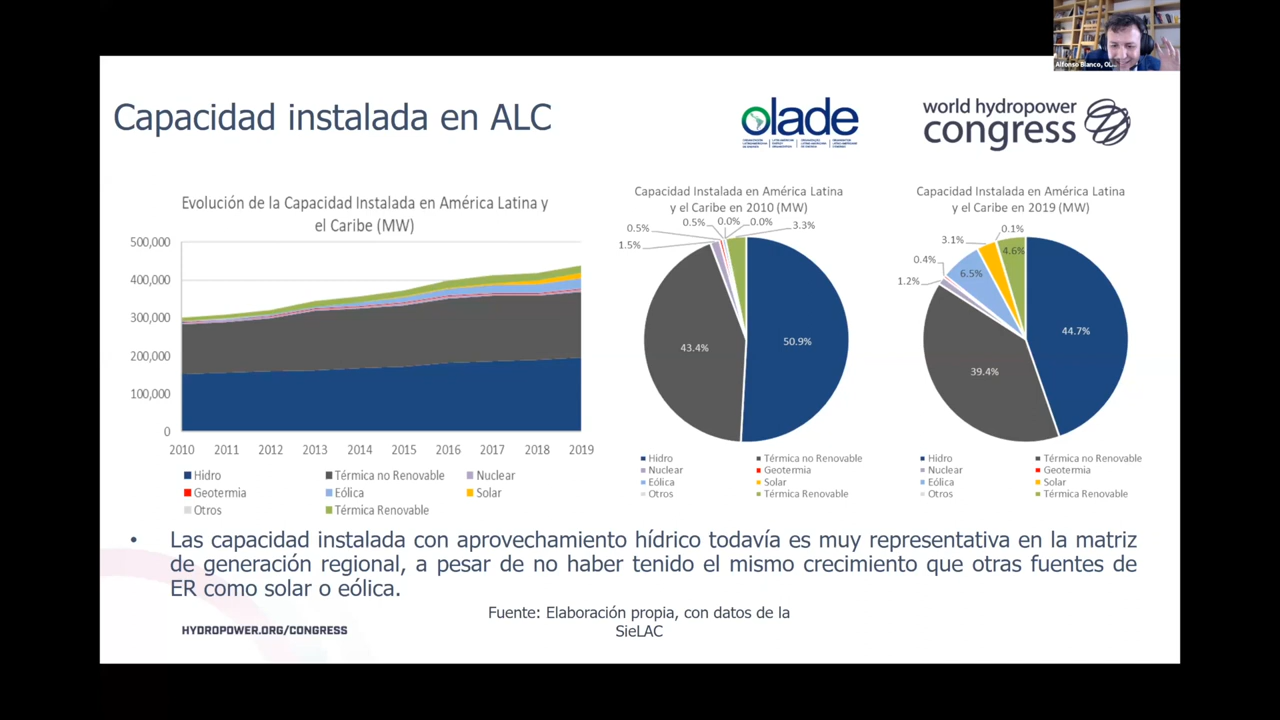 Alfonso Blanco,
Capacidad instalada en ALC
olade
world hydropower
congress
Evolución de la Capacidad Instalada en América Latina y
el Caribe (MW)
500,000
400,000
300,000
200,000
100,000
0
2010 2011 2012 2013 2014 2015 2016 2017 2018 2019
Hidro Térmica no Renovable Nuclear
Geotermia Eólica Solar
Otros Térmica Renovable
Capacidad Instalada en América Latina
y el Caribe en 2010 (MW)
0.5% 0.5% 0.0% 0.0% 3.3%
1.5%
43.4% 50.9%
Hidro Térmica no Renovable
Nuclear Geotermia
Eólica Solar
Otros Térmica Renovable
Capacidad Instalada en América Latina
y el Caribe en 2019 (MW)
3.1% 0.1%
0.4% 6.5% 4.6%
1.2%
44.7%
39.4%
Hidro Térmica no Renovable
Nuclear Geotermia
Eólica Solar
Otros Térmica Renovable
• Las capacidad instalada con aprovechamiento hídrico todavía es muy representativa en la matriz
de generación regional, a pesar de no haber tenido el mismo crecimiento que otras fuentes de
ER como solar o eólica.
Fuente: Elaboración propia, con datos de la
SieLAC
HYDROPOWER.ORG/CONGRESS